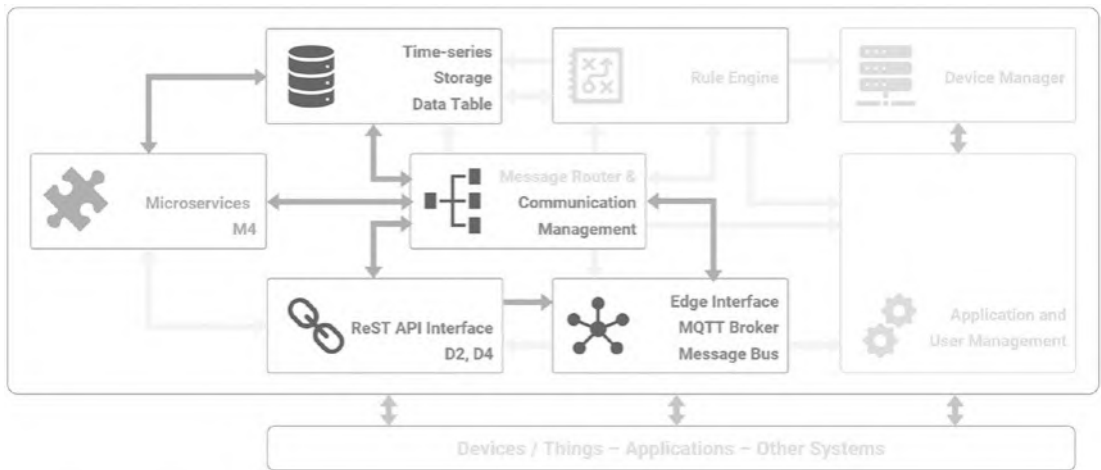 Time-series
Storage
Data Table
Rule Engine
Device Manager
Microservices
M4
Message Router &
Communication
Management
ReST API Interface
D2, D4
Edge Interface
MQTT Broker
Message Bus
Application and
User Management
Devices / Things – Applications – Other Systems